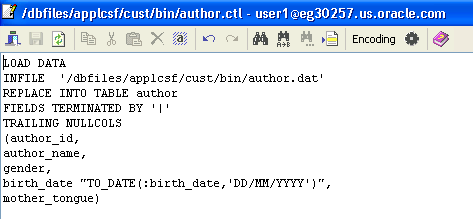 /dbfiles/applcsf/cust/bin/author.ctl - user1@eg30257.us.oracle.com
Encoding
LOAD DATA
INFILE  '/dbfiles/applcsf/cust/bin/author.dat'
REPLACE INTO TABLE author
FIELDS TERMINATED BY '|'
TRAILING NULLCOLS
(author_id,
author_name,
gender,
birth_date "TO_DATE(:birth_date,'DD/MM/YYYY')",
mother_tongue)